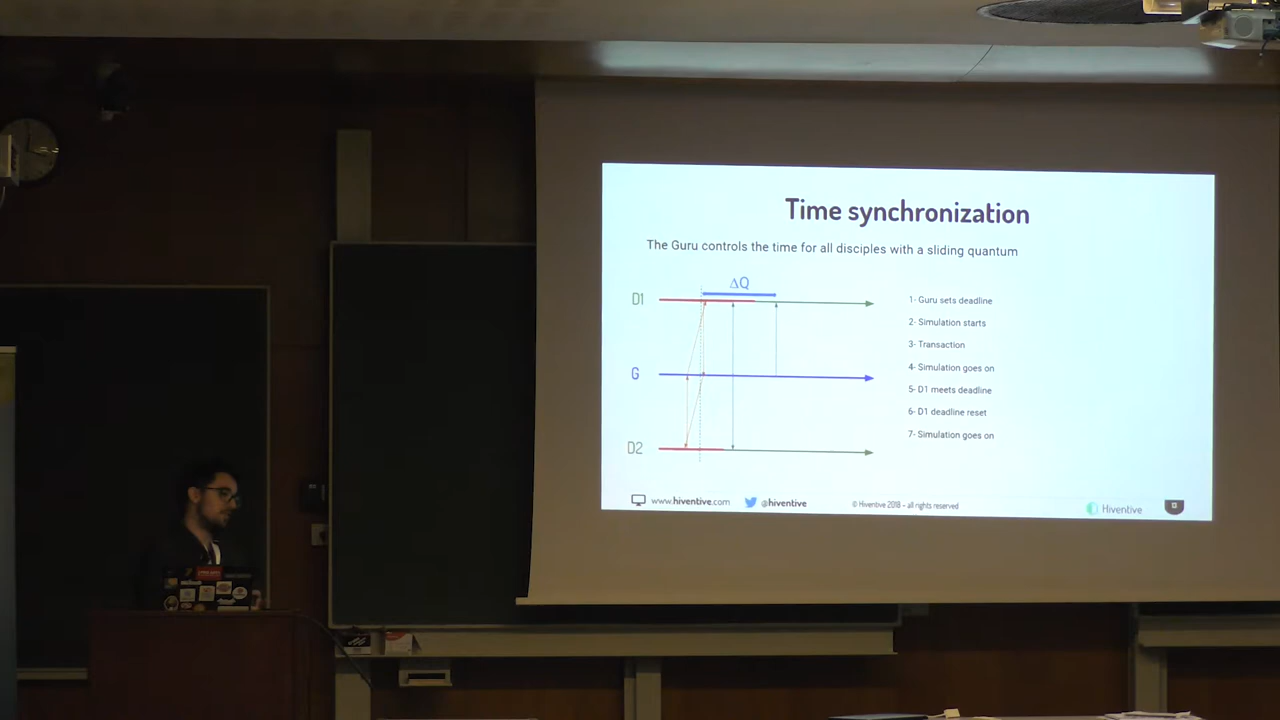 Time synchronization
The Guru controls the time for all disciples with a sliding quantum
ΔQ
D1
G
D2
1- Guru sets deadline
2- Simulation starts
3- Transaction
4- Simulation goes on
5- D1 meets deadline
6- D1 deadline reset
7- Simulation goes on
www.hiventive.com
@hiventive
© Hiventive 2018 – all rights reserved
Hiventive